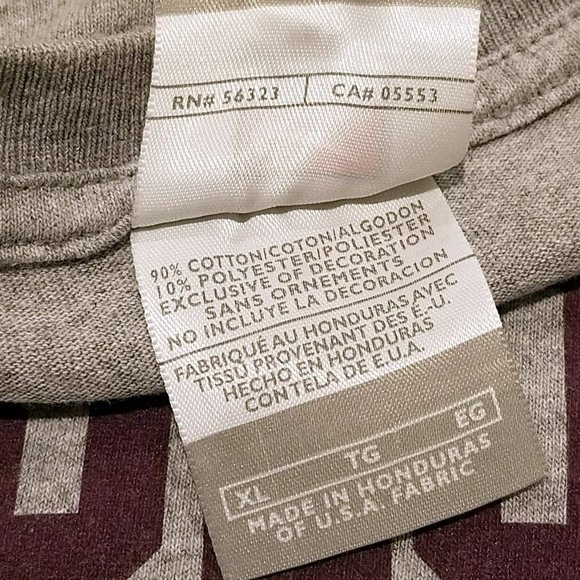 RN# 56323 CA# 05553
90% COTTON/COTON/ALGODON
10% POLYESTER/POLIESTER
EXCLUSIVE OF DECORATION
SANS ORNEMENTS
NO INCLUYE LA DECORACION
FABRIQUÉ AU HONDURAS AVEC
TISSU PROVENANT DES É.-U.
HECHO EN HONDURAS
CONTELA DE E.U.A.
XL TG EG
MADE IN HONDURAS
OF U.S.A. FABRIC